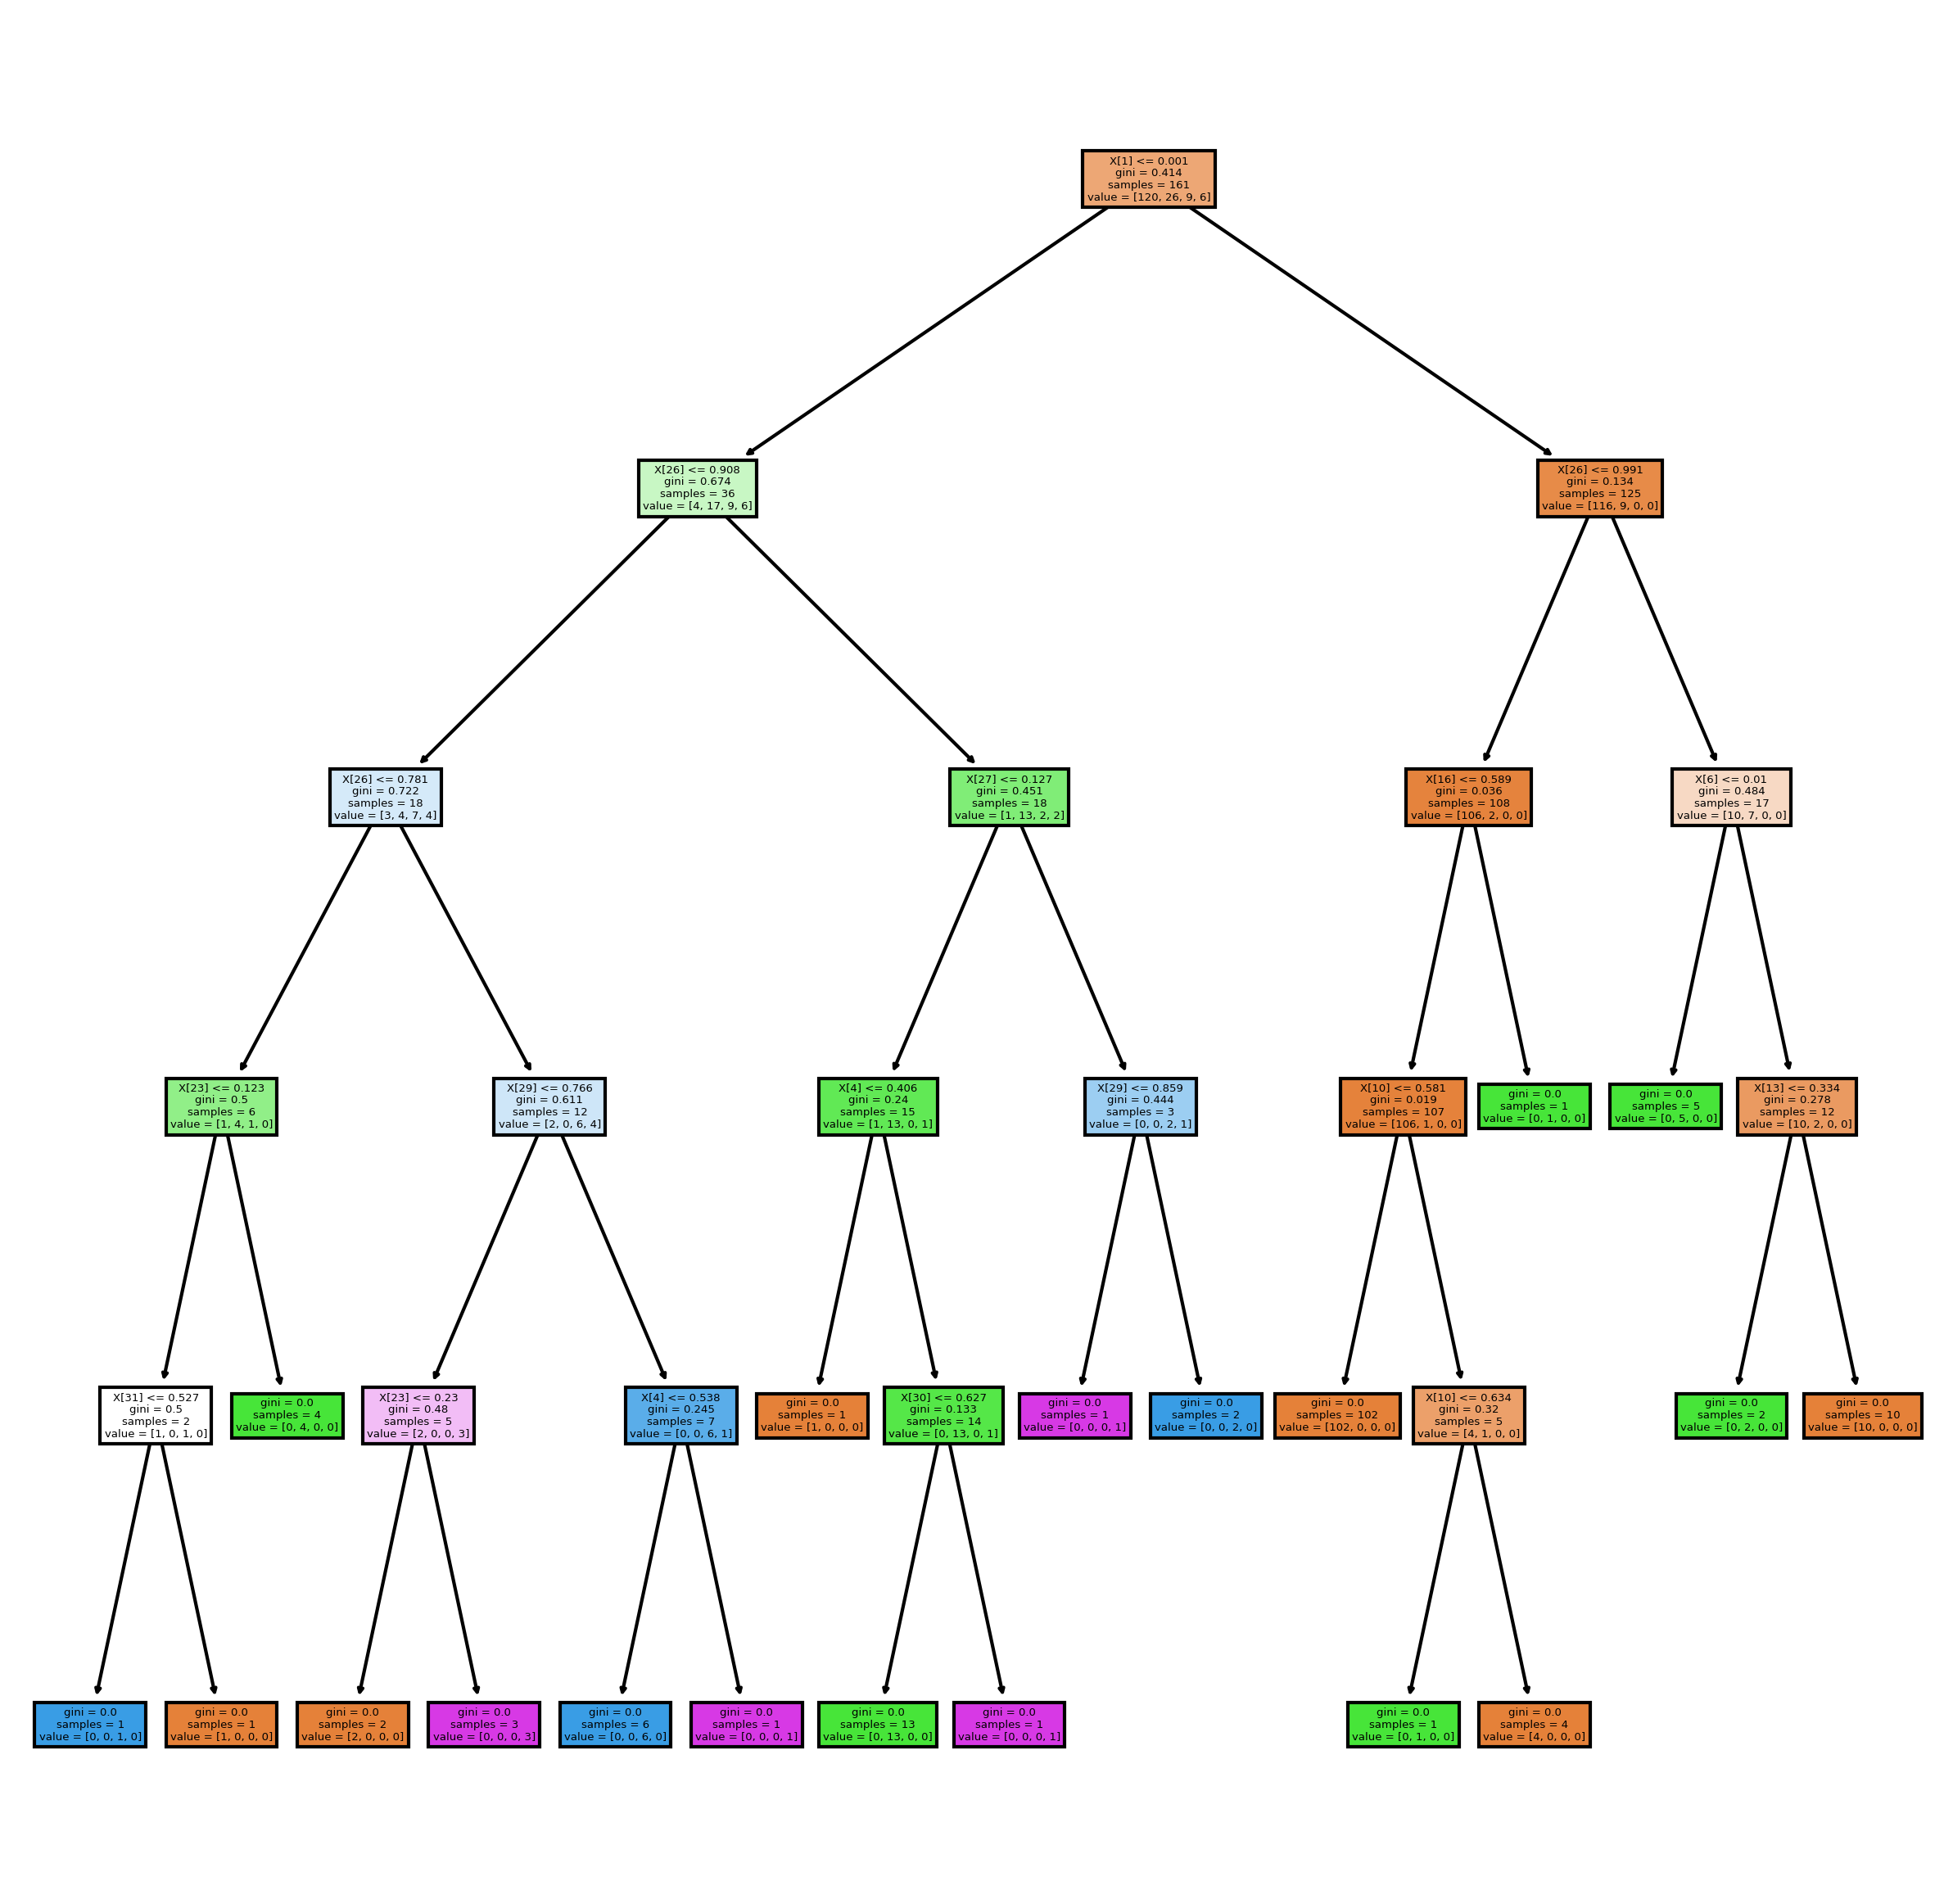 X[1] <= 0.001
gini = 0.414
samples = 161
value = [120, 26, 9, 6]
X[26] <= 0.908
gini = 0.674
samples = 36
value = [4, 17, 9, 6]
X[26] <= 0.991
gini = 0.134
samples = 125
value = [116, 9, 0, 0]
X[26] <= 0.781
gini = 0.722
samples = 18
value = [3, 4, 7, 4]
X[27] <= 0.127
gini = 0.451
samples = 18
value = [1, 13, 2, 2]
X[16] <= 0.589
gini = 0.036
samples = 108
value = [106, 2, 0, 0]
X[6] <= 0.01
gini = 0.484
samples = 17
value = [10, 7, 0, 0]
X[23] <= 0.123
gini = 0.5
samples = 6
value = [1, 4, 1, 0]
X[29] <= 0.766
gini = 0.611
samples = 12
value = [2, 0, 6, 4]
X[4] <= 0.406
gini = 0.24
samples = 15
value = [1, 13, 0, 1]
X[29] <= 0.859
gini = 0.444
samples = 3
value = [0, 0, 2, 1]
X[10] <= 0.581
gini = 0.019
samples = 107
value = [106, 1, 0, 0]
gini = 0.0
samples = 1
value = [0, 1, 0, 0]
gini = 0.0
samples = 5
value = [0, 5, 0, 0]
X[13] <= 0.334
gini = 0.278
samples = 12
value = [10, 2, 0, 0]
X[31] <= 0.527
gini = 0.5
samples = 2
value = [1, 0, 1, 0]
gini = 0.0
samples = 4
value = [0, 4, 0, 0]
X[23] <= 0.23
gini = 0.48
samples = 5
value = [2, 0, 0, 3]
X[4] <= 0.538
gini = 0.245
samples = 7
value = [0, 0, 6, 1]
gini = 0.0
samples = 1
value = [1, 0, 0, 0]
X[30] <= 0.627
gini = 0.133
samples = 14
value = [0, 13, 0, 1]
gini = 0.0
samples = 1
value = [0, 0, 0, 1]
gini = 0.0
samples = 2
value = [0, 0, 2, 0]
gini = 0.0
samples = 102
value = [102, 0, 0, 0]
X[10] <= 0.634
gini = 0.32
samples = 5
value = [4, 1, 0, 0]
gini = 0.0
samples = 2
value = [0, 2, 0, 0]
gini = 0.0
samples = 10
value = [10, 0, 0, 0]
gini = 0.0
samples = 1
value = [0, 0, 1, 0]
gini = 0.0
samples = 1
value = [1, 0, 0, 0]
gini = 0.0
samples = 2
value = [2, 0, 0, 0]
gini = 0.0
samples = 3
value = [0, 0, 0, 3]
gini = 0.0
samples = 6
value = [0, 0, 6, 0]
gini = 0.0
samples = 1
value = [0, 0, 0, 1]
gini = 0.0
samples = 13
value = [0, 13, 0, 0]
gini = 0.0
samples = 1
value = [0, 0, 0, 1]
gini = 0.0
samples = 1
value = [0, 1, 0, 0]
gini = 0.0
samples = 4
value = [4, 0, 0, 0]